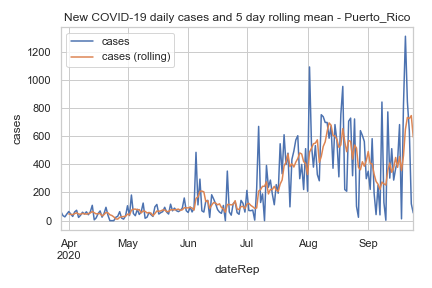 New COVID-19 daily cases and 5 day rolling mean - Puerto_Rico
cases
cases (rolling)
1200
1000
800
600
400
200
0
cases
Apr
2020
May
Jun
Jul
Aug
Sep
dateRep